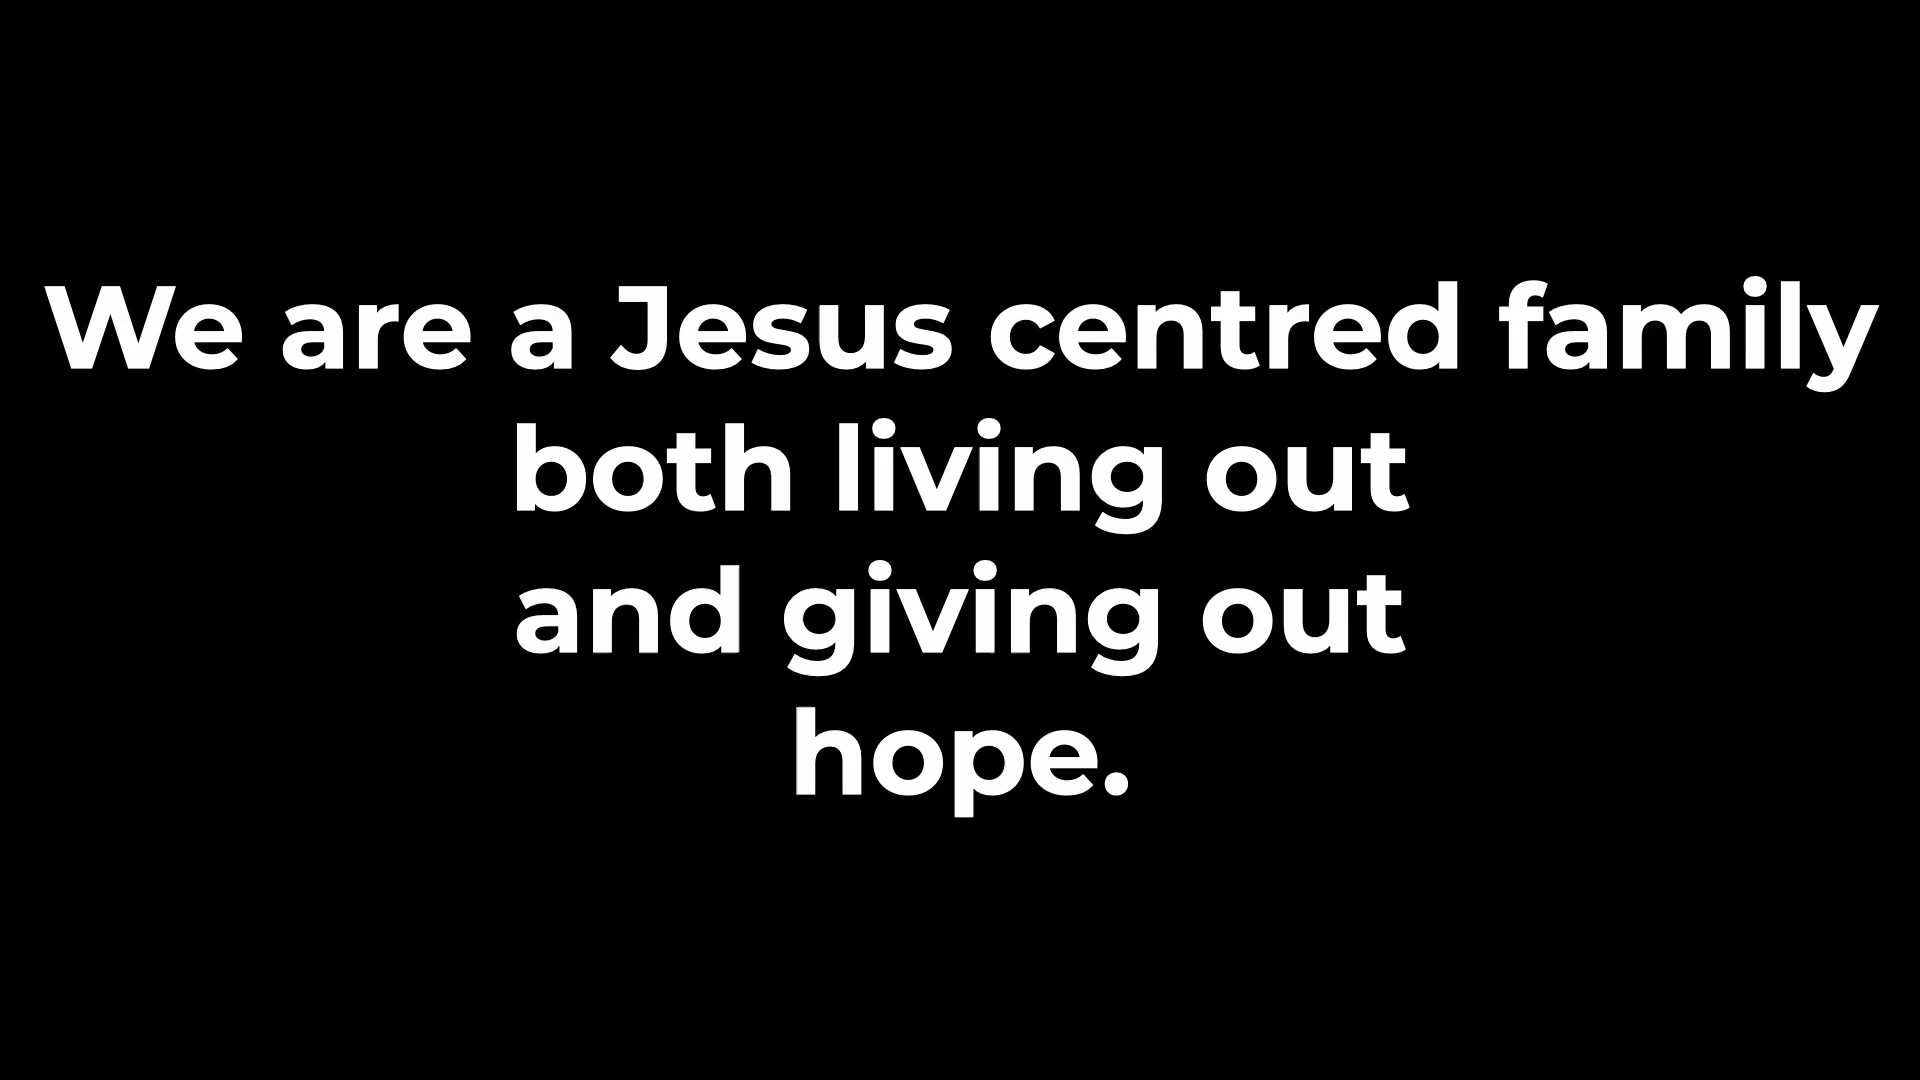 We are a Jesus centred family
both living out
and giving out
hope.